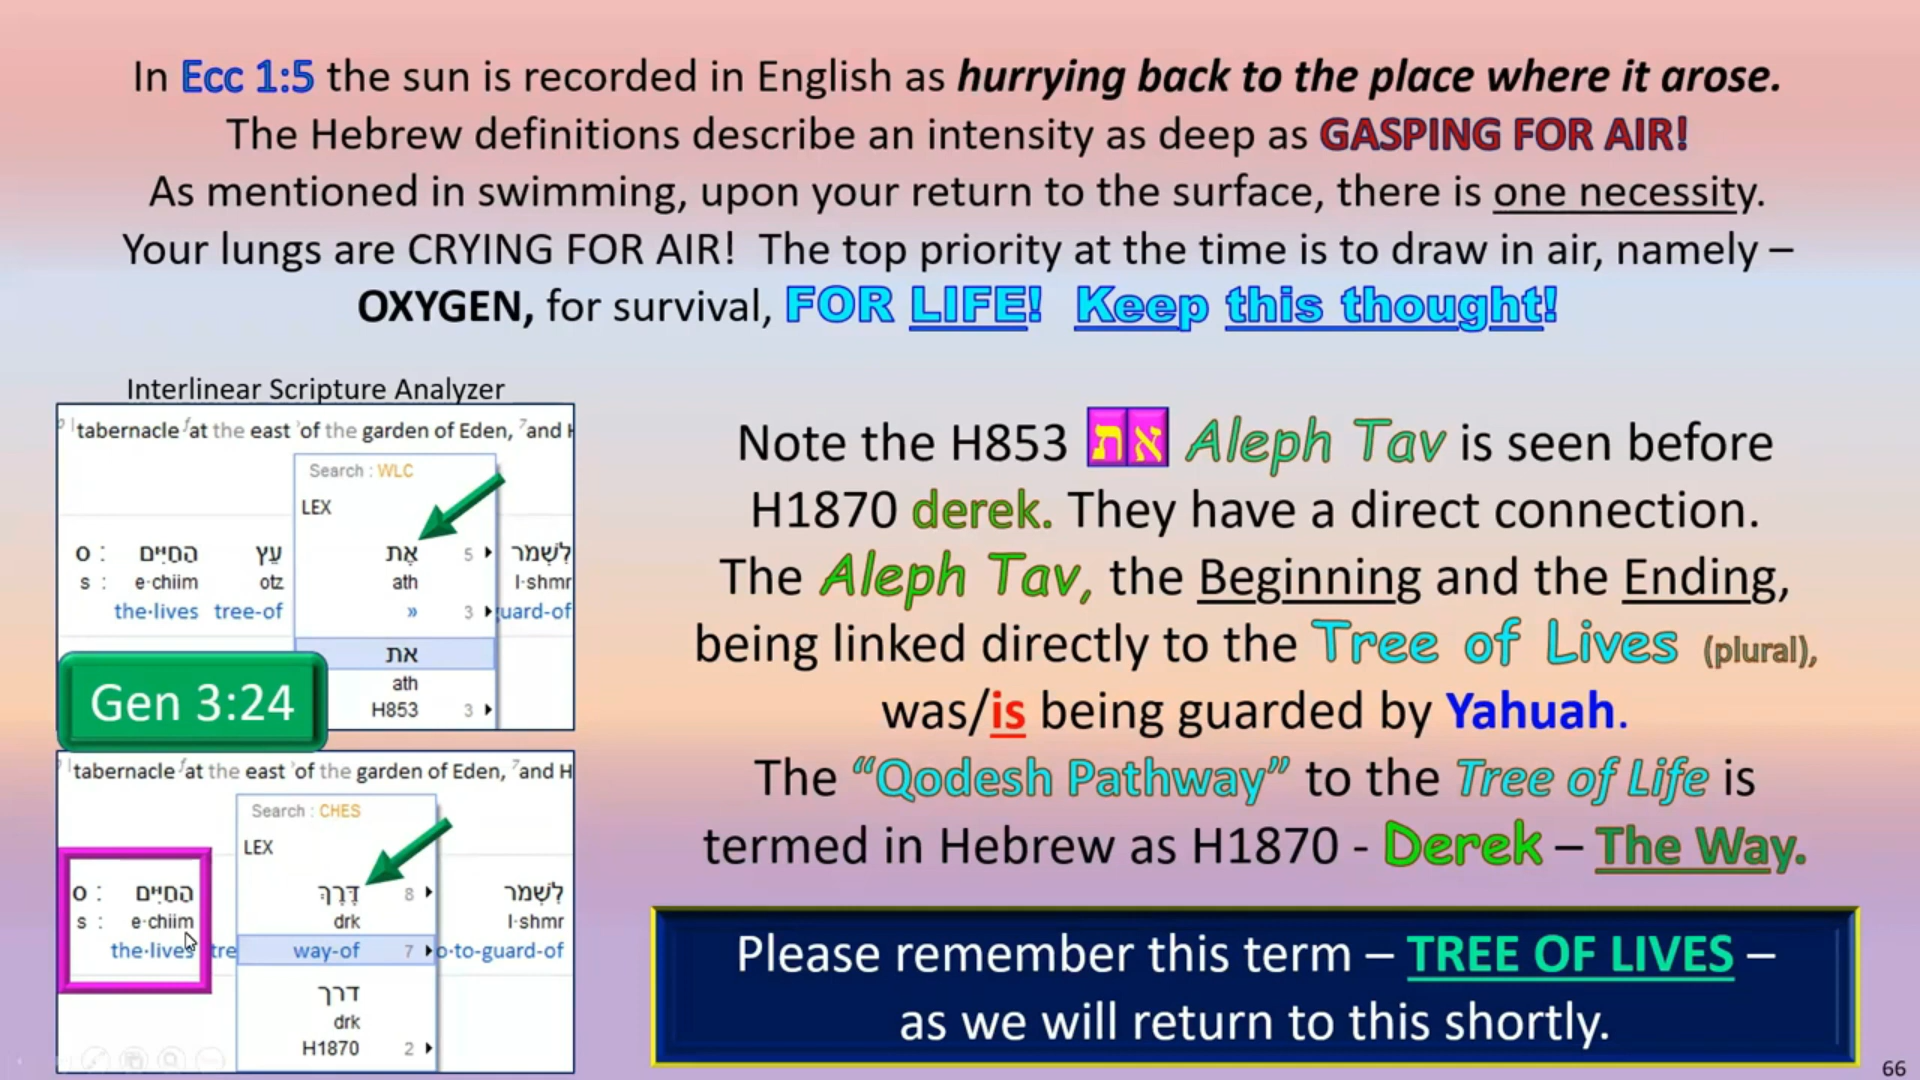 In Ecc 1:5 the sun is recorded in English as hurrying back to the place where it arose.
The Hebrew definitions describe an intensity as deep as GASPING FOR AIR!
As mentioned in swimming, upon your return to the surface, there is one necessity.
Your lungs are CRYING FOR AIR! The top priority at the time is to draw in air, namely –
OXYGEN, for survival, FOR LIFE! Keep this thought!
Interlinear Scripture Analyzer
tabernacle at the east of the garden of Eden, and
Search : WLC
LEX
o : הַחַיִּים עֵץ אֶת 5 לִשְׁמֹר
s : e·chiim otz ath l·shmr
the·lives tree-of » 3 uard-of
את
ath
H853 3
Gen 3:24
tabernacle at the east of the garden of Eden, and H
Search : CHES
LEX
o : הַחַיִּים דֶּרֶךְ 8 לִשְׁמֹר
s : e·chiim drk l·shmr
the·lives tre way-of 7 o·to-guard-of
דרך
drk
H1870 2
Note the H853 את Aleph Tav is seen before
H1870 derek. They have a direct connection.
The Aleph Tav, the Beginning and the Ending,
being linked directly to the Tree of Lives (plural),
was/is being guarded by Yahuah.
The “Qodesh Pathway” to the Tree of Life is
termed in Hebrew as H1870 - Derek – The Way.
Please remember this term – TREE OF LIVES –
as we will return to this shortly.
66